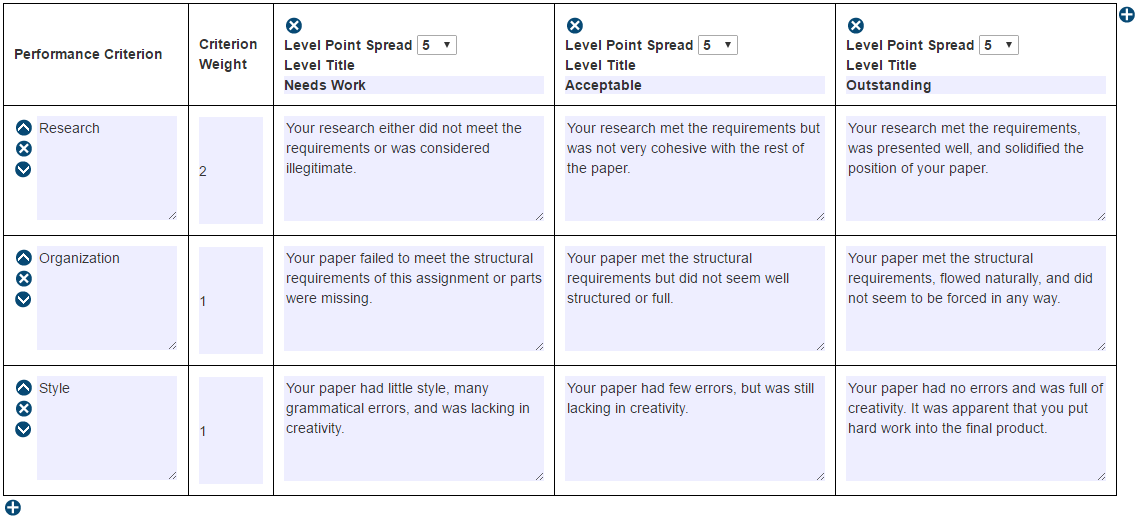 Performance Criterion
Criterion
Weight
Level Point Spread 5
Level Title
Needs Work
Level Point Spread 5
Level Title
Acceptable
Level Point Spread 5
Level Title
Outstanding
Research
2
Your research either did not meet the
requirements or was considered
illegitimate.
Your research met the requirements but
was not very cohesive with the rest of
the paper.
Your research met the requirements,
was presented well, and solidified the
position of your paper.
Organization
1
Your paper failed to meet the structural
requirements of this assignment or parts
were missing.
Your paper met the structural
requirements but did not seem well
structured or full.
Your paper met the structural
requirements, flowed naturally, and did
not seem to be forced in any way.
Style
1
Your paper had little style, many
grammatical errors, and was lacking in
creativity.
Your paper had few errors, but was still
lacking in creativity.
Your paper had no errors and was full of
creativity. It was apparent that you put
hard work into the final product.